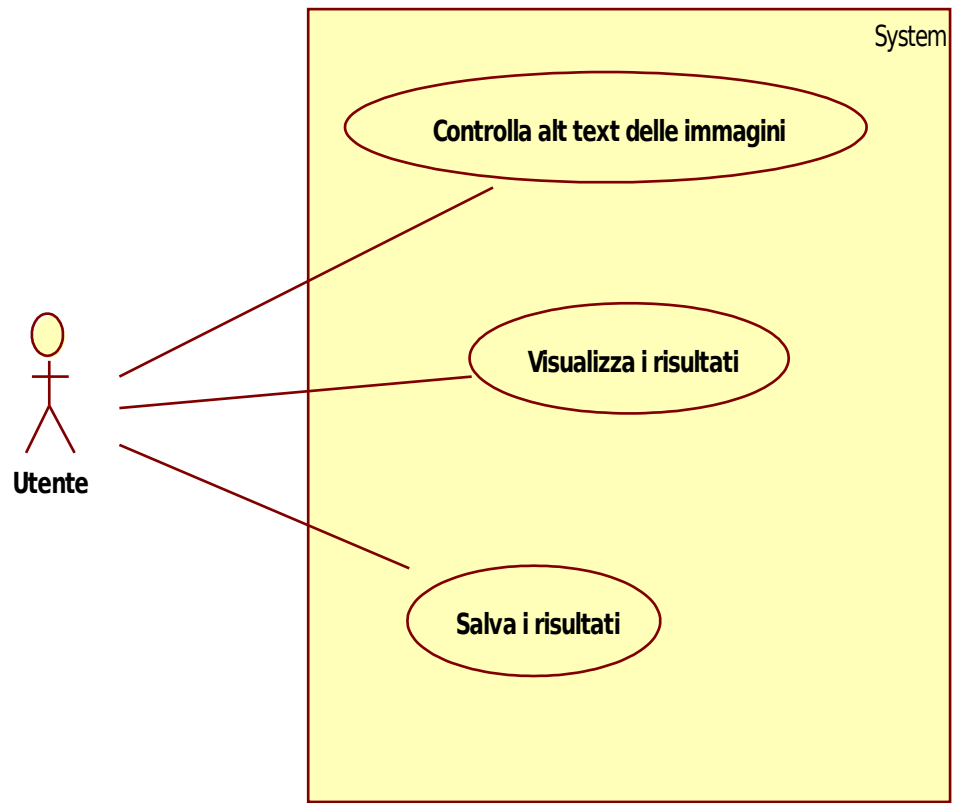 System
Controlla alt text delle immagini
Visualizza i risultati
Utente
Salva i risultati